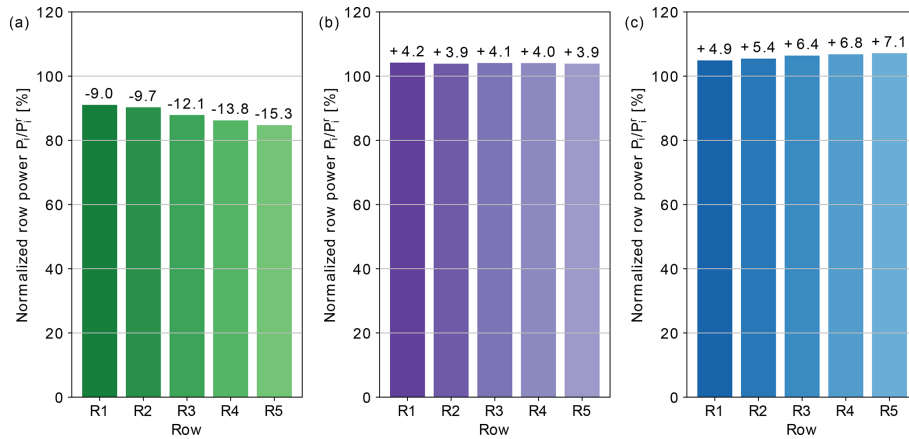 (a)
Normalized row power Pᵢ/Pᵢʳ [%]
120
100
80
60
40
20
0
-9.0 -9.7 -12.1 -13.8 -15.3
R1 R2 R3 R4 R5
Row
(b)
Normalized row power Pᵢ/Pᵢʳ [%]
120
100
80
60
40
20
0
+4.2 +3.9 +4.1 +4.0 +3.9
R1 R2 R3 R4 R5
Row
(c)
Normalized row power Pᵢ/Pᵢʳ [%]
120
100
80
60
40
20
0
+4.9 +5.4 +6.4 +6.8 +7.1
R1 R2 R3 R4 R5
Row